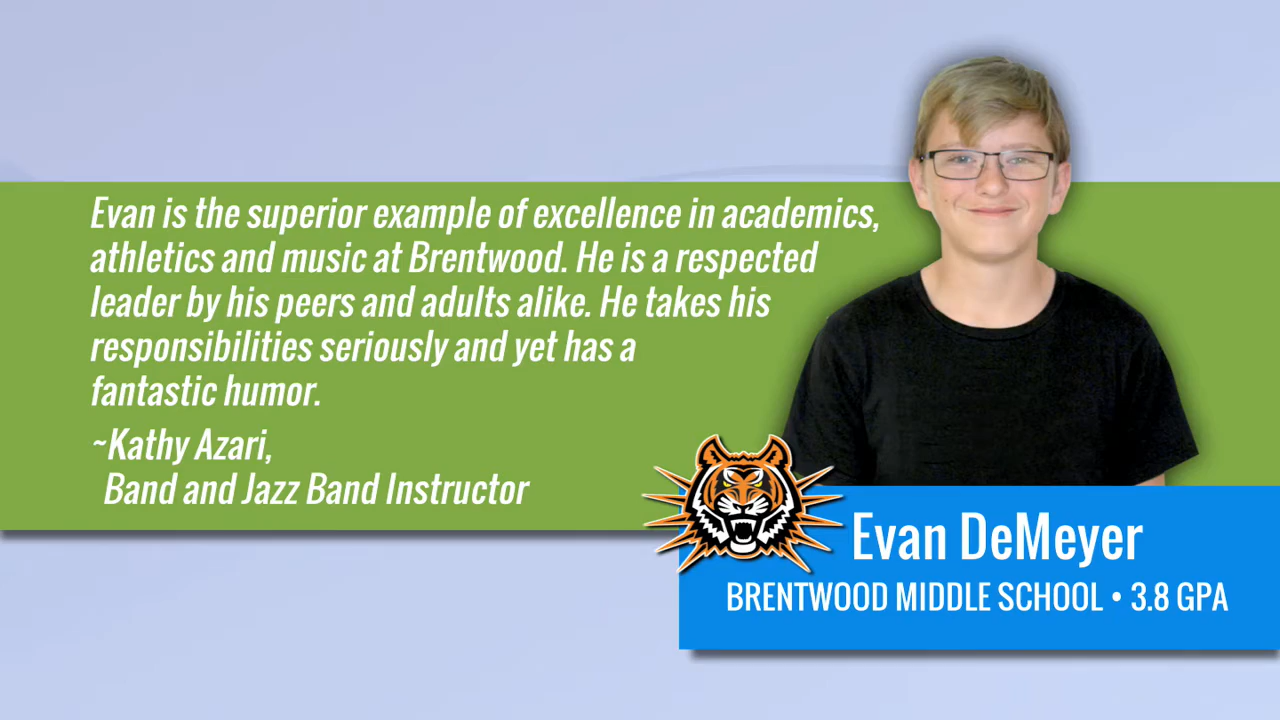 Evan is the superior example of excellence in academics,
athletics and music at Brentwood. He is a respected
leader by his peers and adults alike. He takes his
responsibilities seriously and yet has a
fantastic humor.
~Kathy Azari,
Band and Jazz Band Instructor
Evan DeMeyer
BRENTWOOD MIDDLE SCHOOL • 3.8 GPA